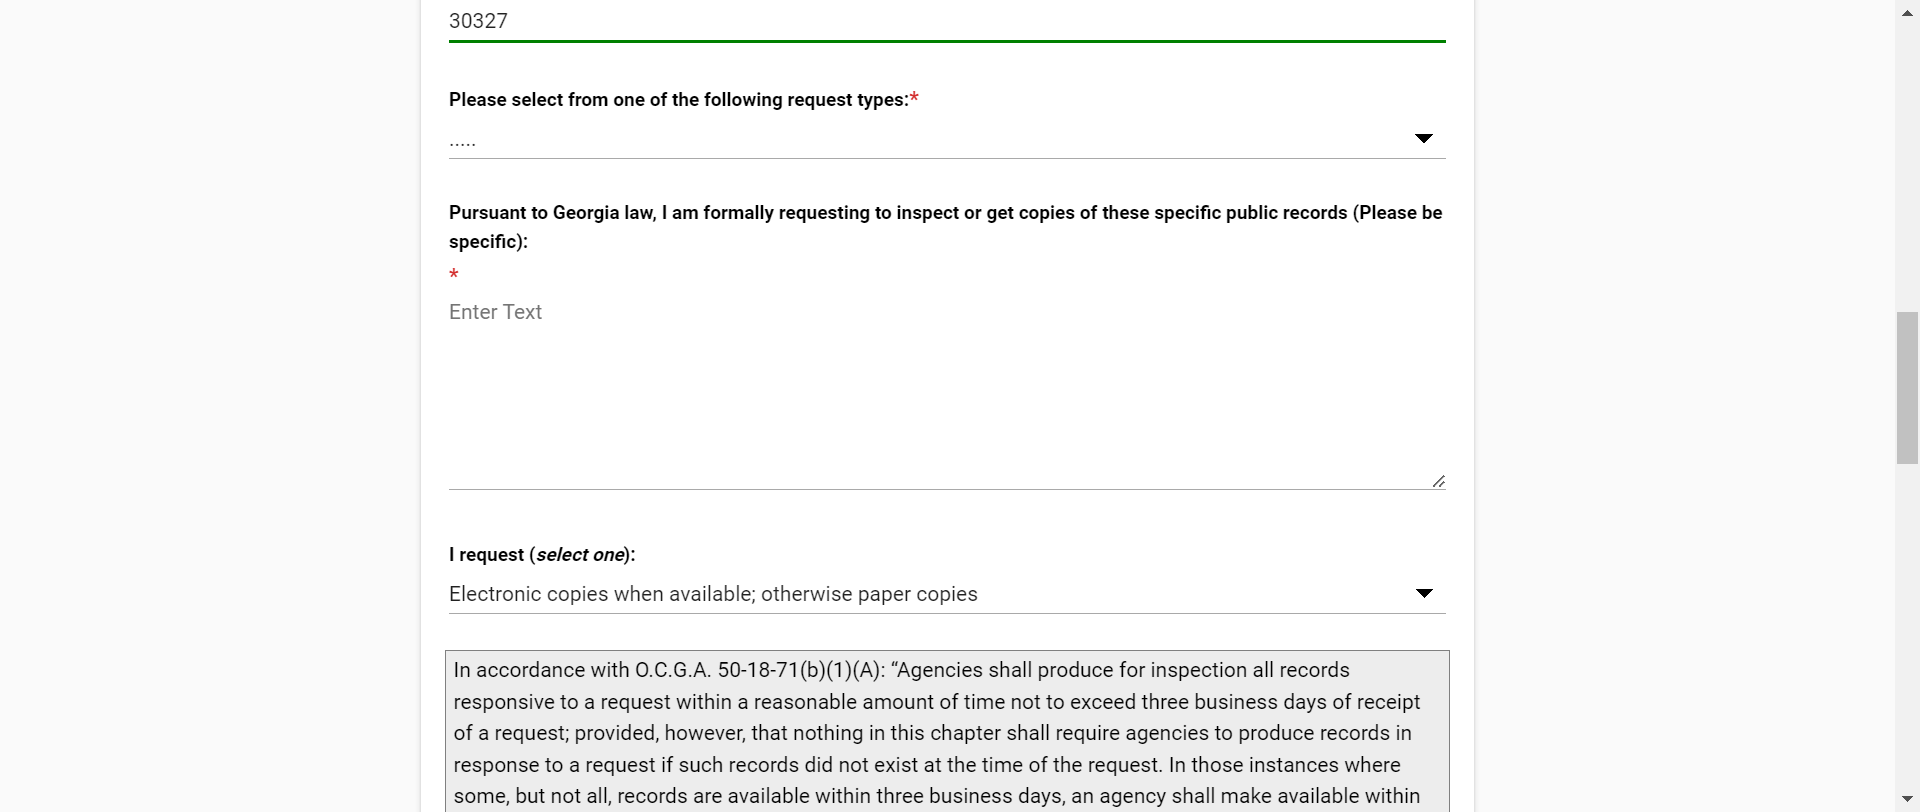 30327
Please select from one of the following request types:*
.....
Pursuant to Georgia law, I am formally requesting to inspect or get copies of these specific public records (Please be
specific):
*
Enter Text
I request (select one):
Electronic copies when available; otherwise paper copies
In accordance with O.C.G.A. 50-18-71(b)(1)(A): “Agencies shall produce for inspection all records
responsive to a request within a reasonable amount of time not to exceed three business days of receipt
of a request; provided, however, that nothing in this chapter shall require agencies to produce records in
response to a request if such records did not exist at the time of the request. In those instances where
some, but not all, records are available within three business days, an agency shall make available within